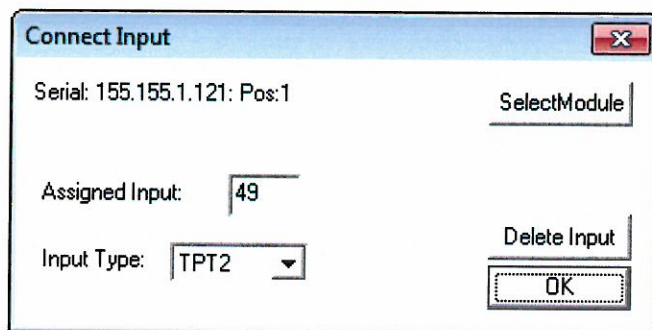 Connect Input
Serial: 155.155.1.121: Pos:1
SelectModule
Assigned Input: 49
Delete Input
Input Type: TPT2
OK